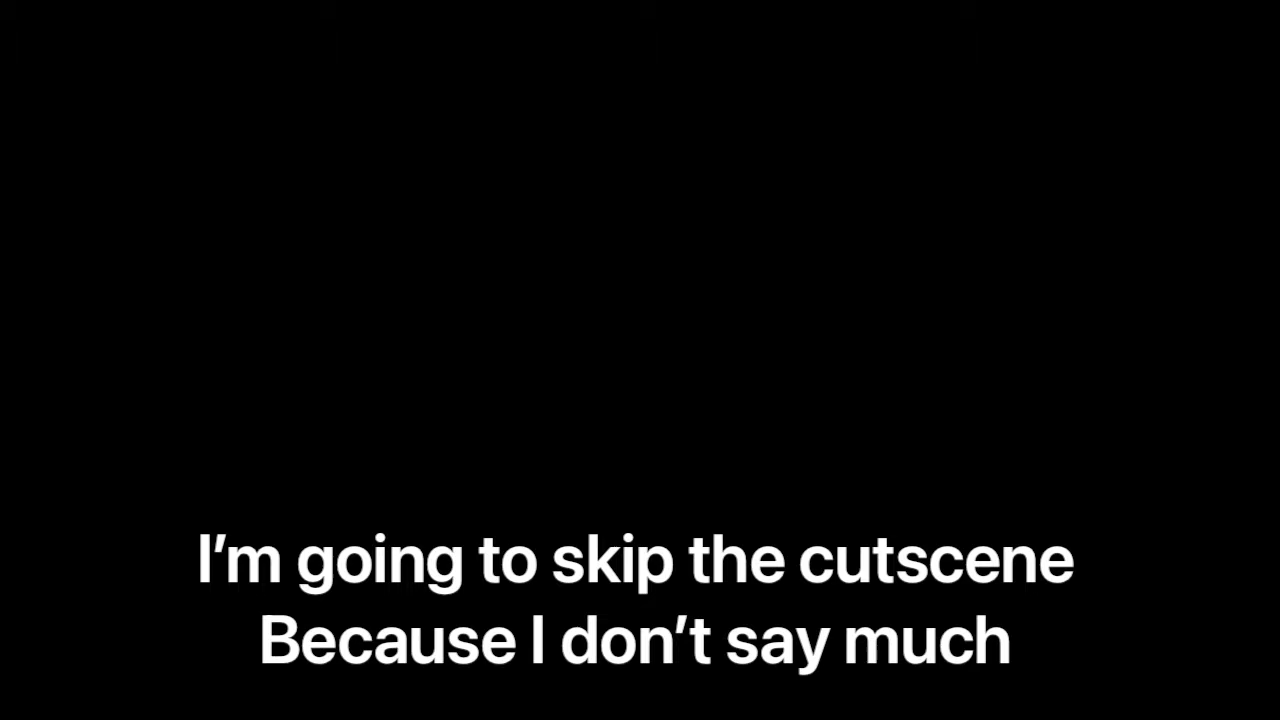 I’m going to skip the cutscene
Because I don’t say much